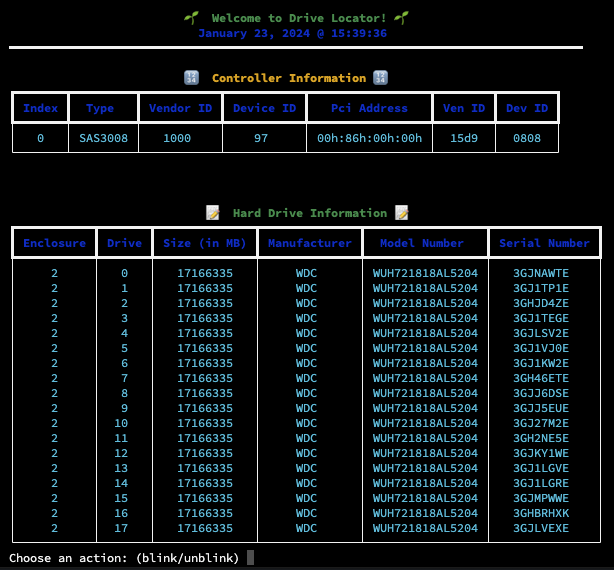 Welcome to Drive Locator!
January 23, 2024 @ 15:39:36
Controller Information
Index Type Vendor ID Device ID Pci Address Ven ID Dev ID
0 SAS3008 1000 97 00h:86h:00h:00h 15d9 0808
Hard Drive Information
Enclosure Drive Size (in MB) Manufacturer Model Number Serial Number
2 0 17166335 WDC WUH721818AL5204 3GJNAWTE
2 1 17166335 WDC WUH721818AL5204 3GJ1TP1E
2 2 17166335 WDC WUH721818AL5204 3GHJD4ZE
2 3 17166335 WDC WUH721818AL5204 3GJ1TEGE
2 4 17166335 WDC WUH721818AL5204 3GJLSV2E
2 5 17166335 WDC WUH721818AL5204 3GJ1VJ0E
2 6 17166335 WDC WUH721818AL5204 3GJ1KW2E
2 7 17166335 WDC WUH721818AL5204 3GH46ETE
2 8 17166335 WDC WUH721818AL5204 3GJJ6DSE
2 9 17166335 WDC WUH721818AL5204 3GJJ5EUE
2 10 17166335 WDC WUH721818AL5204 3GJ27M2E
2 11 17166335 WDC WUH721818AL5204 3GH2NE5E
2 12 17166335 WDC WUH721818AL5204 3GJKY1WE
2 13 17166335 WDC WUH721818AL5204 3GJ1LGVE
2 14 17166335 WDC WUH721818AL5204 3GJ1LGRE
2 15 17166335 WDC WUH721818AL5204 3GJMPWWE
2 16 17166335 WDC WUH721818AL5204 3GHBRHXK
2 17 17166335 WDC WUH721818AL5204 3GJLVEXE
Choose an action: (blink/unblink)